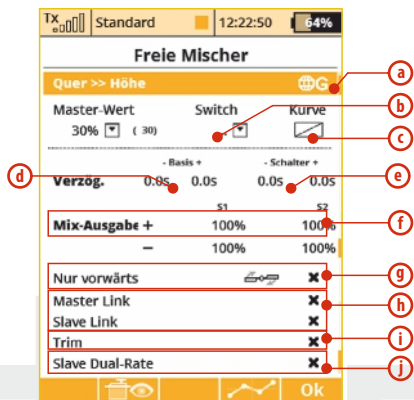 Tx Standard 12:22:50 64%
Freie Mischer
Quer >> Höhe G
a
Master-Wert Switch Kurve
b
30% ( 30)
c
- Basis + - Schalter +
d
e
Verzög. 0.0s 0.0s 0.0s 0.0s
S1 S2
Mix-Ausgabe + 100% 100%
f
− 100% 100%
Nur vorwärts
g
Master Link
h
Slave Link
Trim
i
Slave Dual-Rate
j
Ok